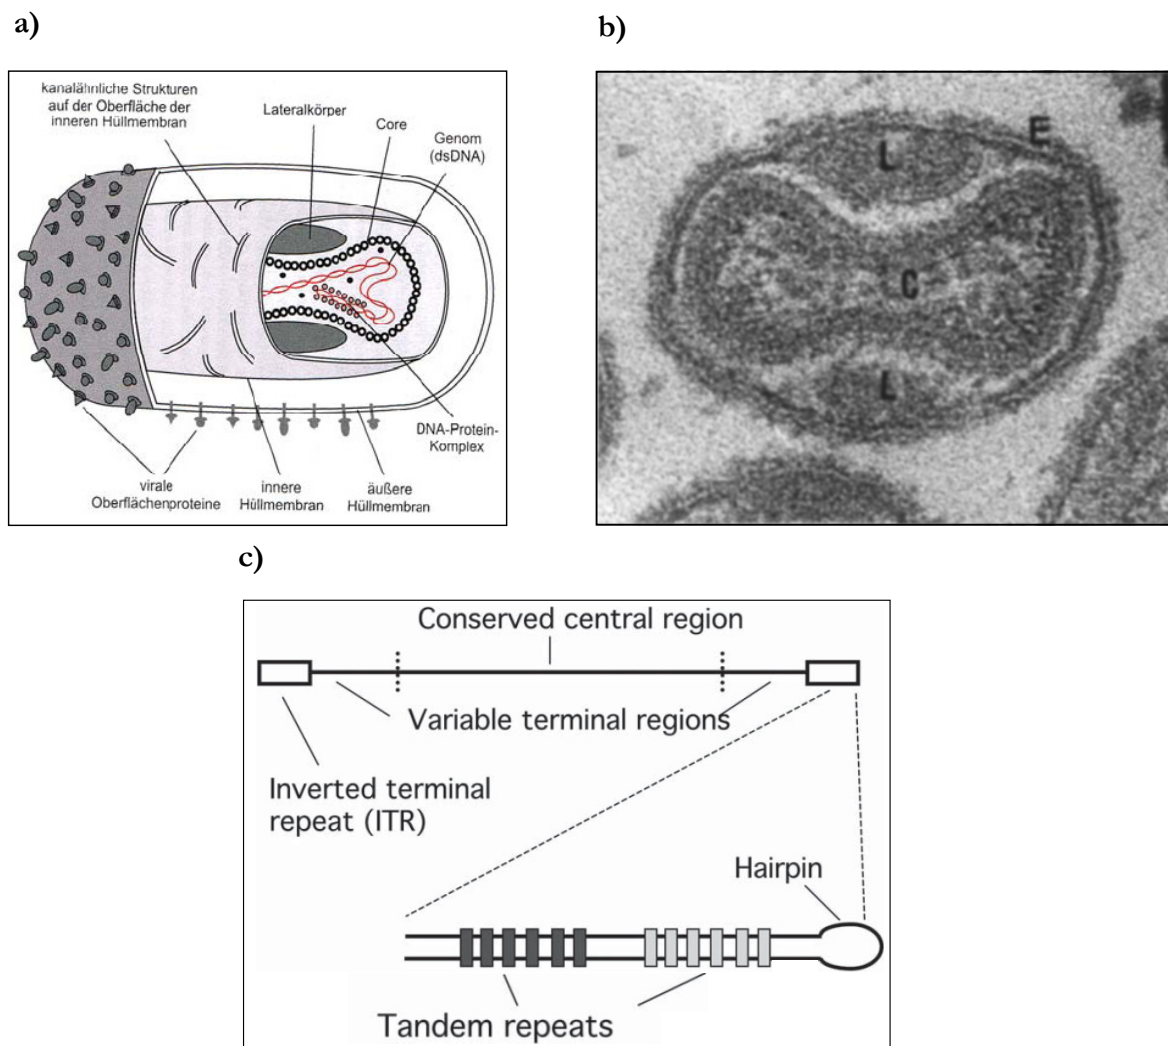 a)
kanalähnliche Strukturen
auf der Oberfläche der
inneren Hüllmembran
Lateralkörper
Core
Genom
(dsDNA)
DNA-Protein-
Komplex
virale
Oberflächenproteine
innere
Hüllmembran
äußere
Hüllmembran
b)
E
L
C
L
c)
Conserved central region
Variable terminal regions
Inverted terminal
repeat (ITR)
Hairpin
Tandem repeats